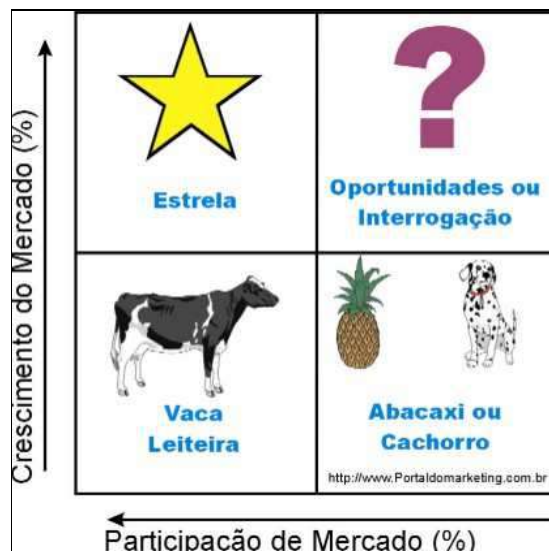 Crescimento do Mercado (%)
Estrela
Oportunidades ou
Interrogação
Vaca
Leiteira
Abacaxi ou
Cachorro
http://www.Portaldomarketing.com.br
Participação de Mercado (%)